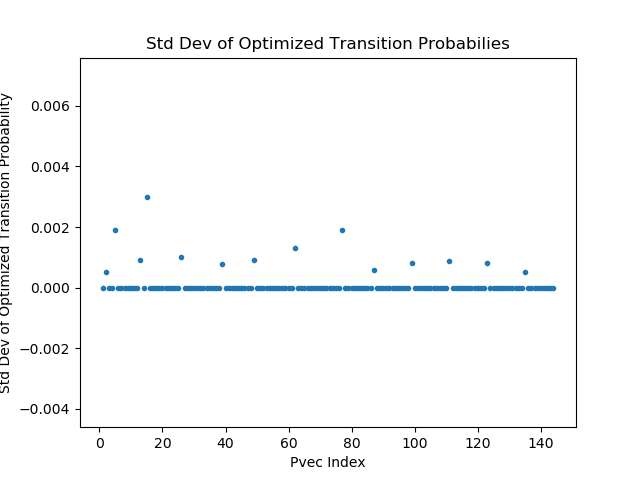 Std Dev of Optimized Transition Probabilies
Std Dev of Optimized Transition Probability
0.006
0.004
0.002
0.000
−0.002
−0.004
0 20 40 60 80 100 120 140
Pvec Index